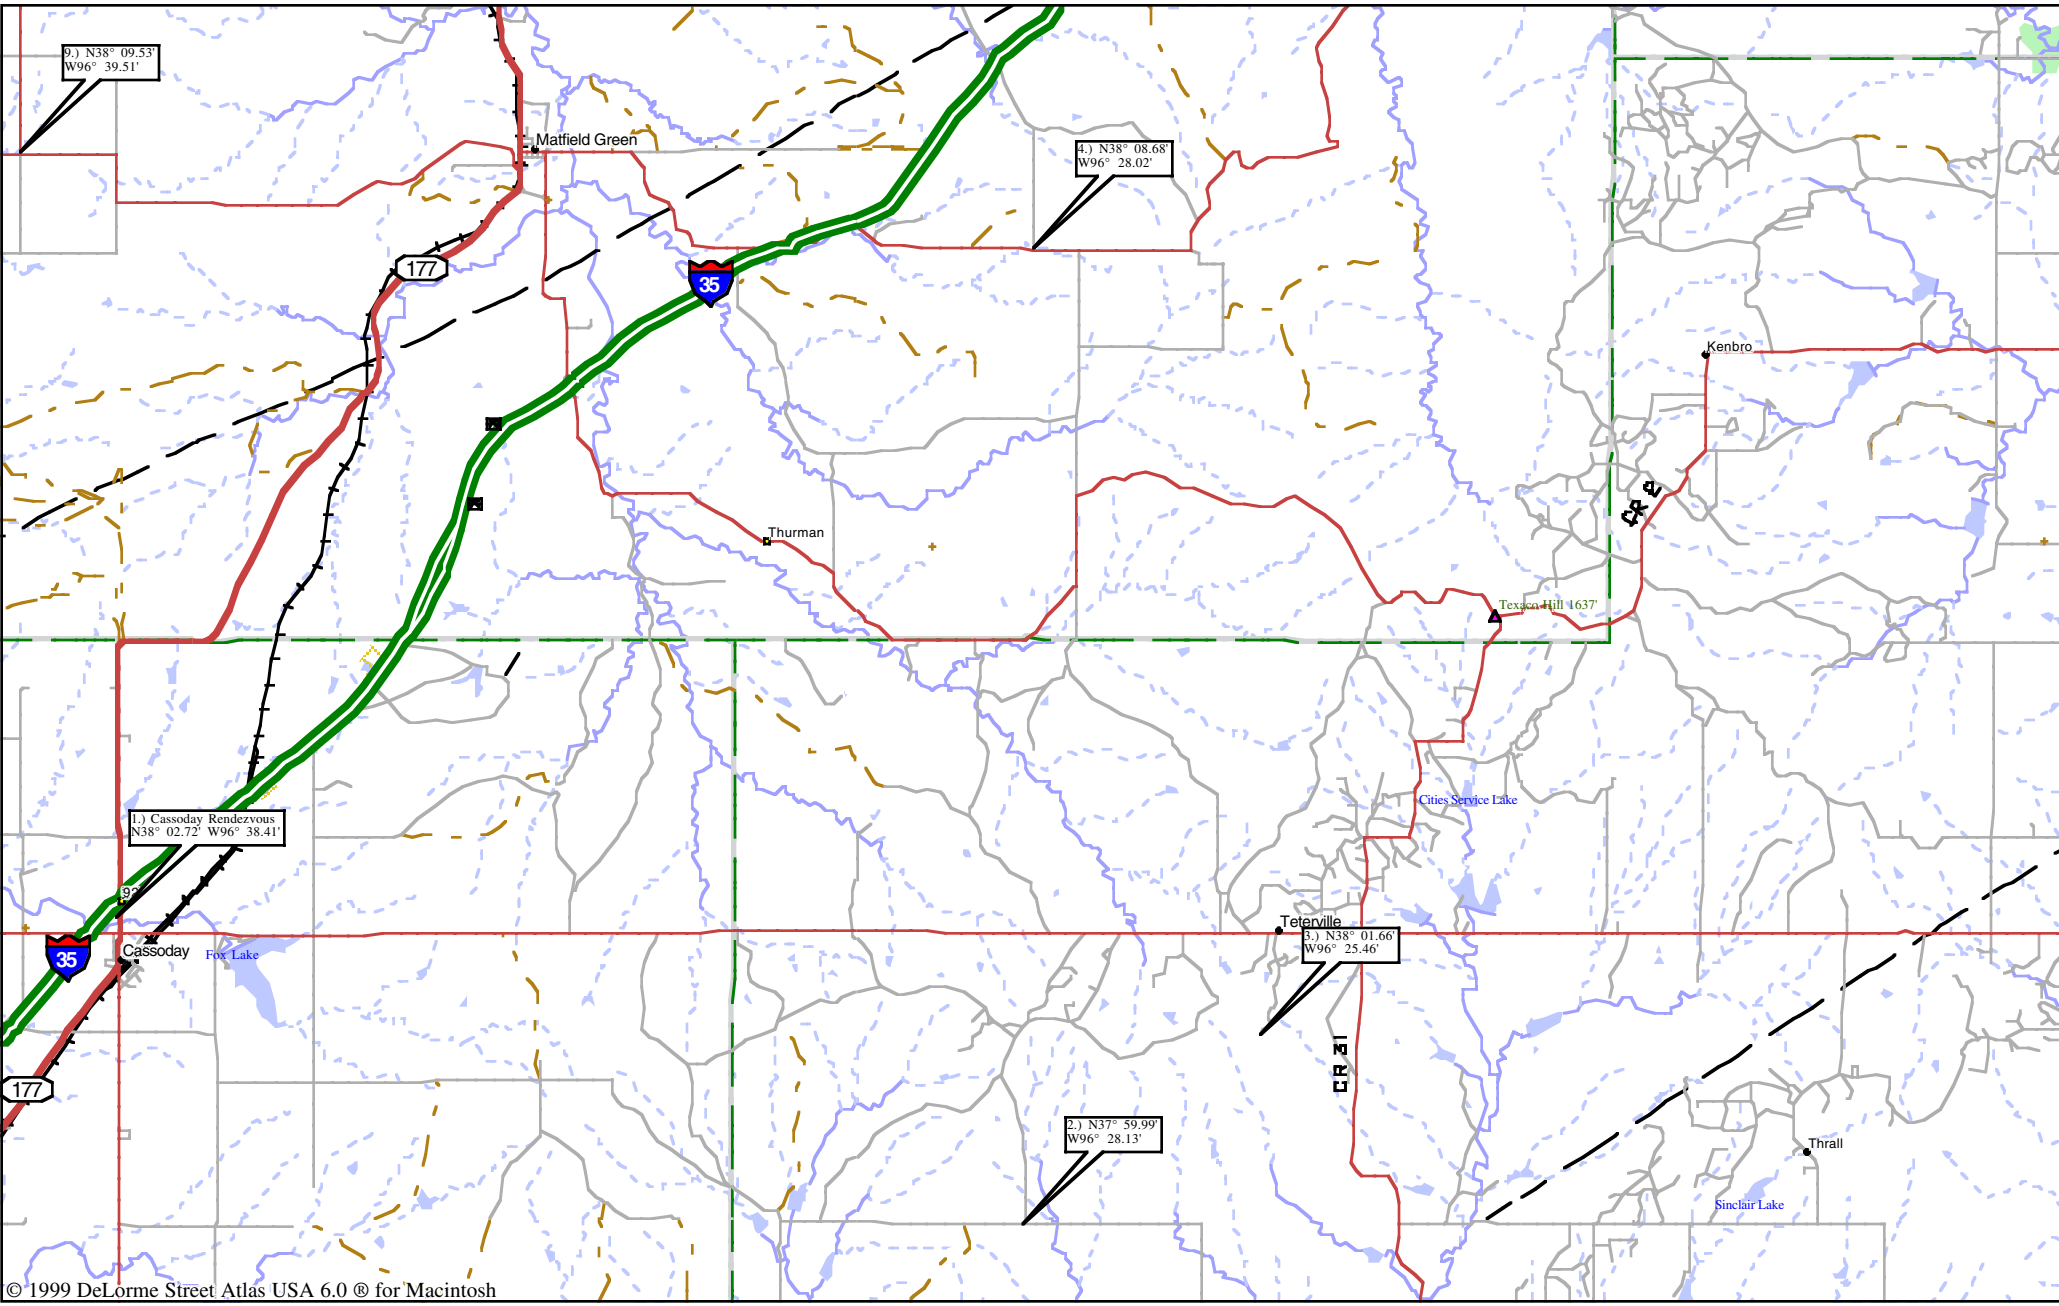 9.) N38° 09.53'
W96° 39.51'
Matfield Green
4.) N38° 08.68'
W96° 28.02'
177
35
Kenbro
CR 2
Thurman
Texaco Hill 1637'
Cities Service Lake
1.) Cassoday Rendezvous
N38° 02.72' W96° 38.41'
92
Teterville
3.) N38° 01.66'
W96° 25.46'
Cassoday
Fox Lake
35
CR 21
177
2.) N37° 59.99'
W96° 28.13'
Thrall
Sinclair Lake
© 1999 DeLorme Street Atlas USA 6.0 ® for Macintosh